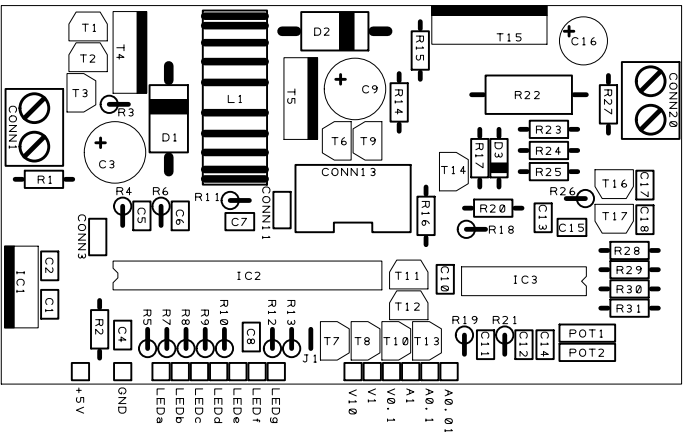 T1
T2
T3
T4
R3
C3
D1
CONN1
R1
L1
D2
T5
C9
R14
R15
T15
C16
R22
R27
CONN20
T6
T9
CONN13
T14
R17
D3
R23
R24
R25
R4
R6
C5
C6
R11
C7
CONN11
R16
R20
R18
R26
C13
C15
T16
C17
T17
C18
CONN3
IC1
C2
C1
IC2
T11
T12
C10
IC3
R28
R29
R30
R31
R2
C4
R5
R7
R8
R9
R10
C8
R12
R13
J1
T7
T8
T10
T13
R19
C11
R21
C12
C14
POT1
POT2
+5V
GND
LEDa
LEDb
LEDc
LEDd
LEDe
LEDf
LEDg
V10
V1
V0.1
A1
A0.1
A0.01